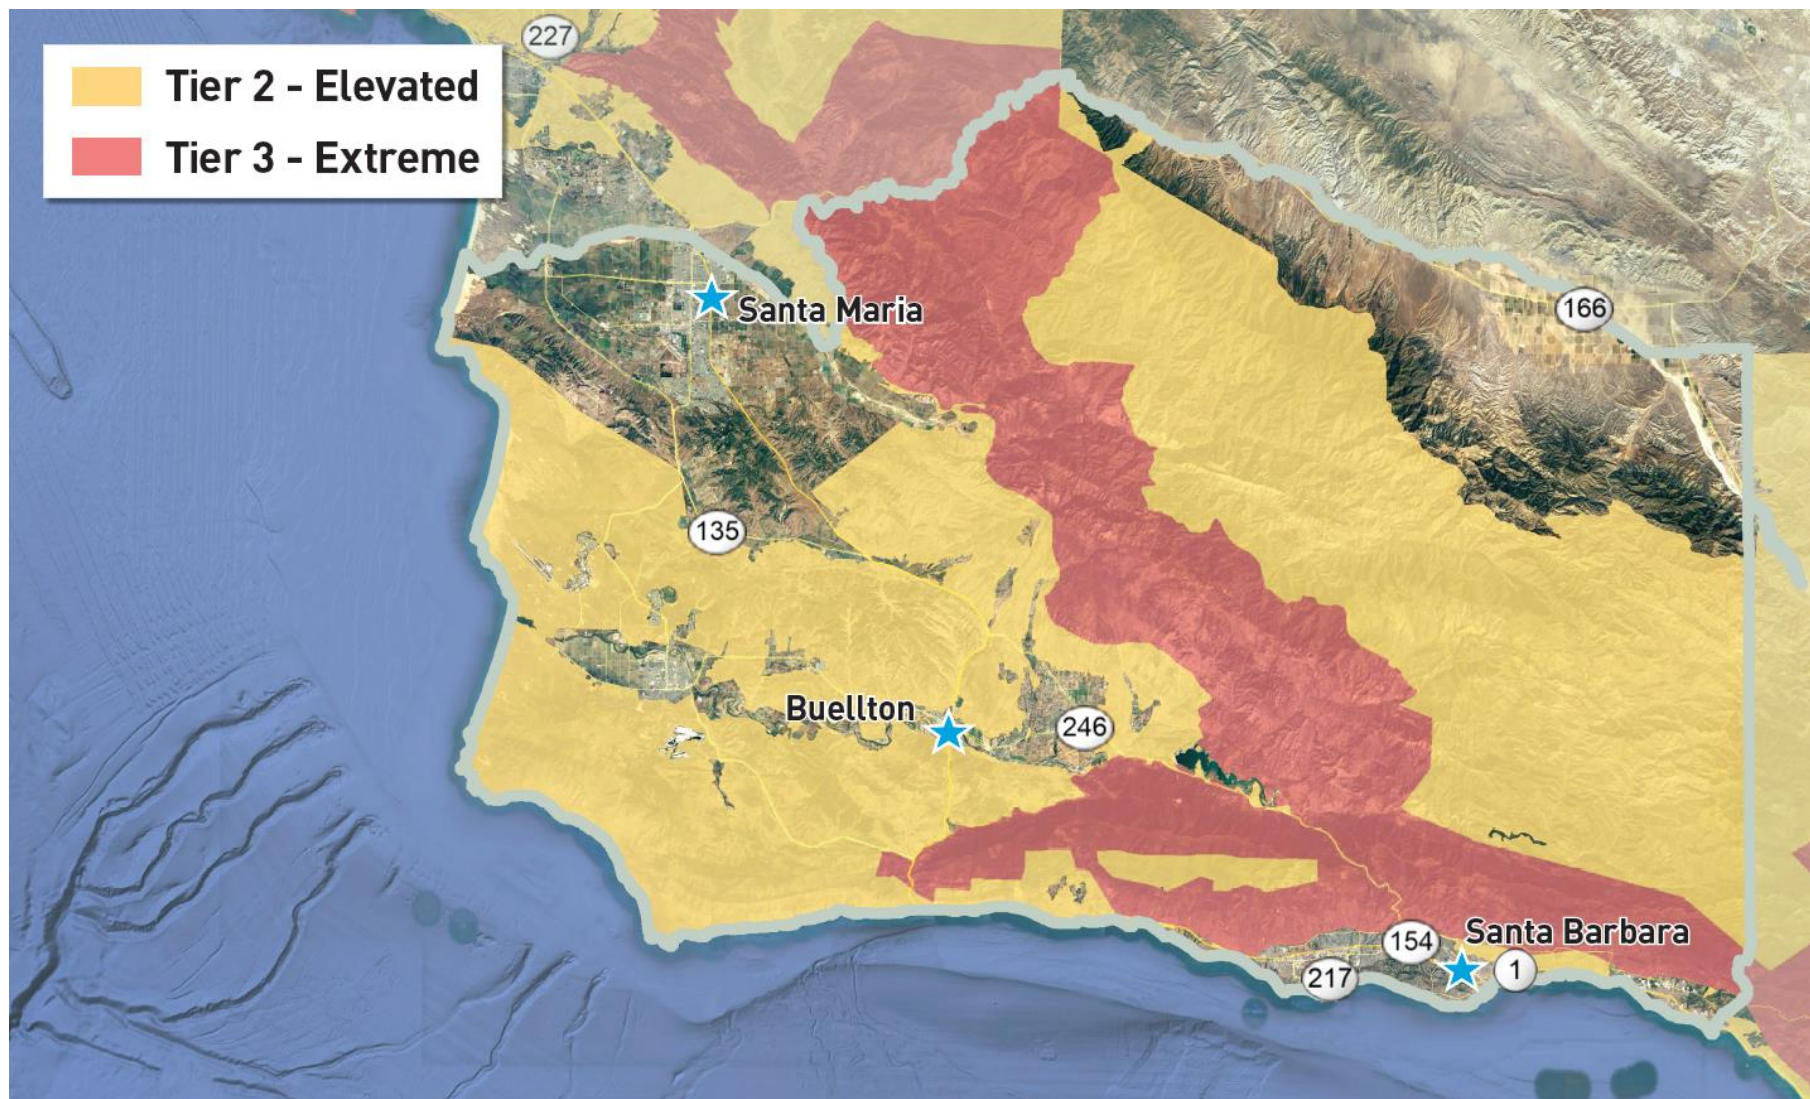 227
Tier 2 - Elevated
Tier 3 - Extreme
166
Santa Maria
135
Buellton
246
Santa Barbara
154
217
1